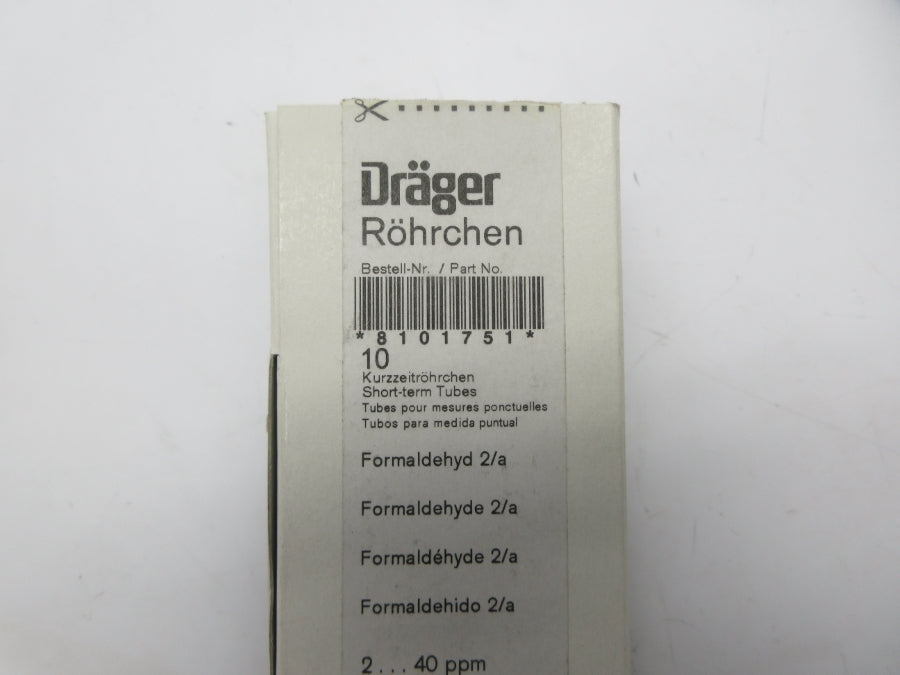 Dräger
Röhrchen
Bestell-Nr. / Part No.
*8101751*
10
Kurzzeitröhrchen
Short-term Tubes
Tubes pour mesures ponctuelles
Tubos para medida puntual
Formaldehyd 2/a
Formaldehyde 2/a
Formaldéhyde 2/a
Formaldehido 2/a
2 . . . 40 ppm